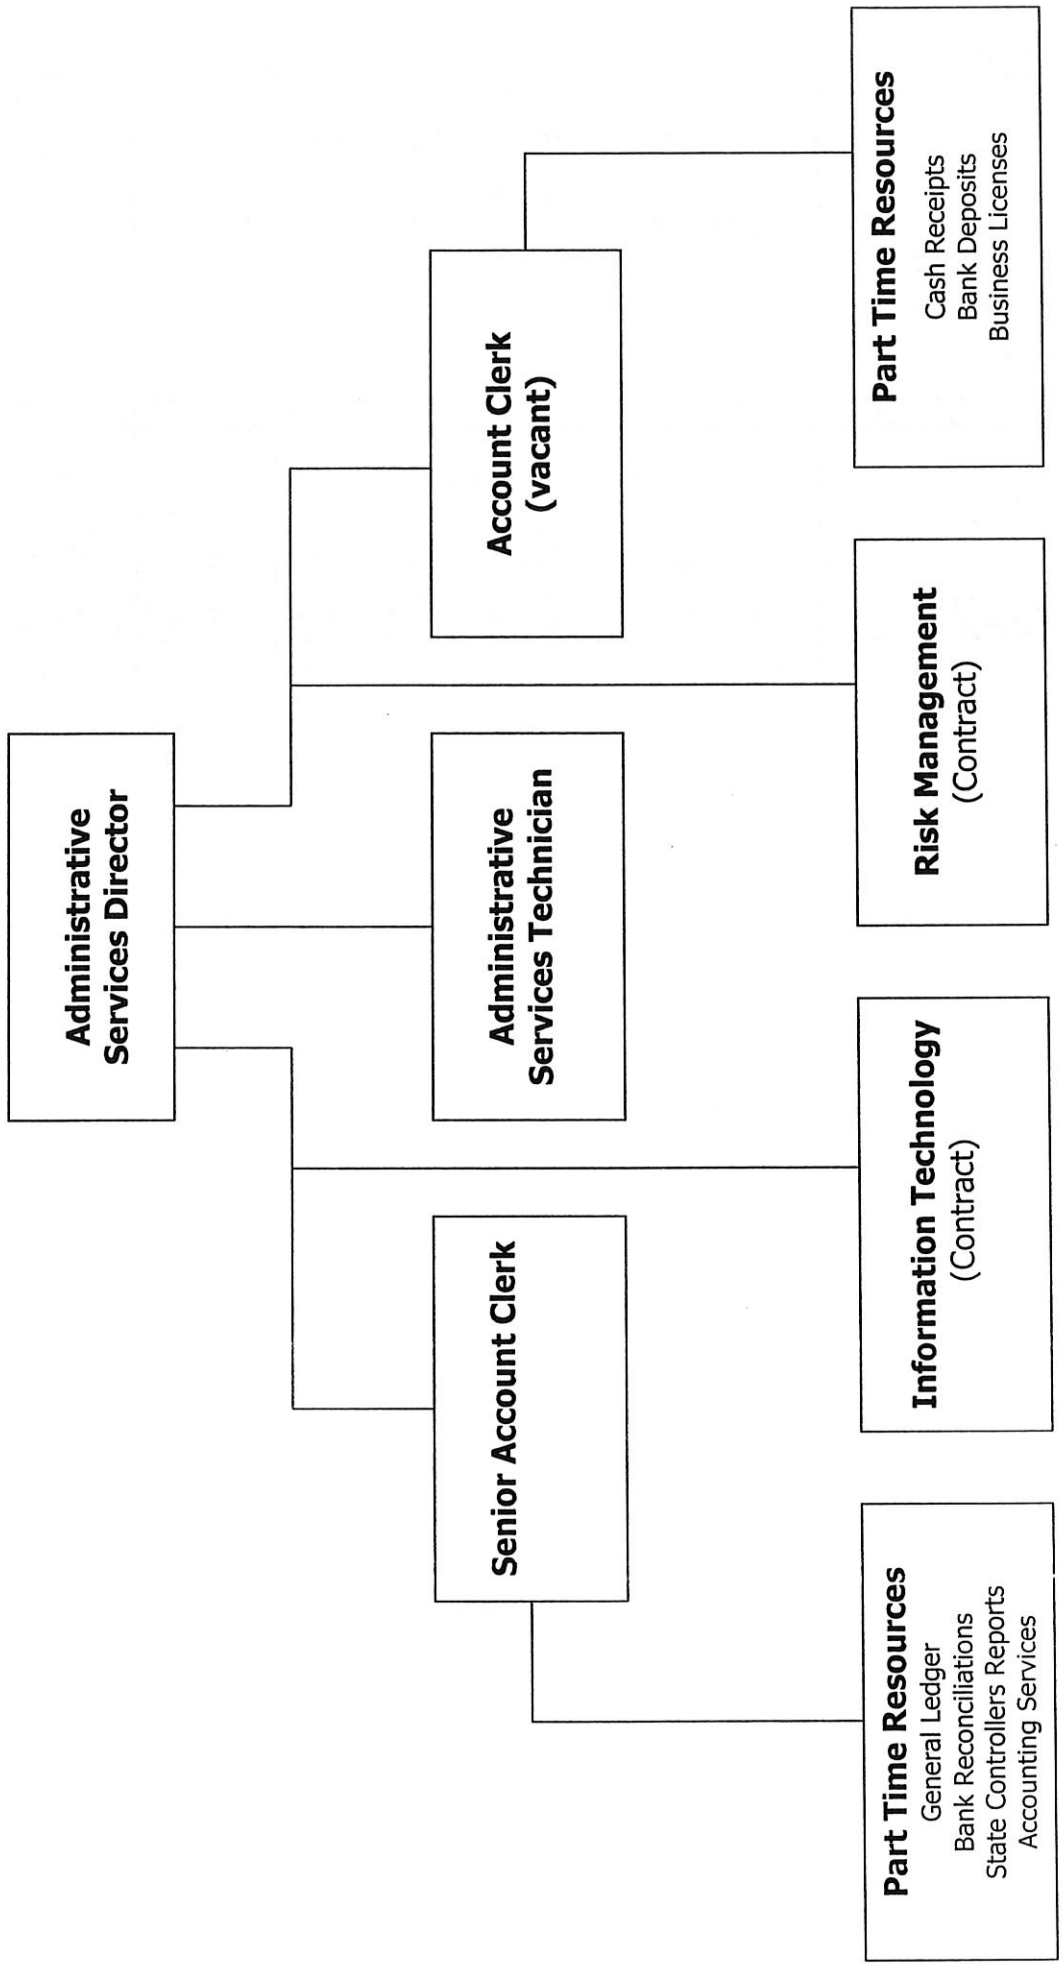 Administrative
Services Director
Senior Account Clerk
Administrative
Services Technician
Account Clerk
(vacant)
Part Time Resources
General Ledger
Bank Reconciliations
State Controllers Reports
Accounting Services
Information Technology
(Contract)
Risk Management
(Contract)
Part Time Resources
Cash Receipts
Bank Deposits
Business Licenses